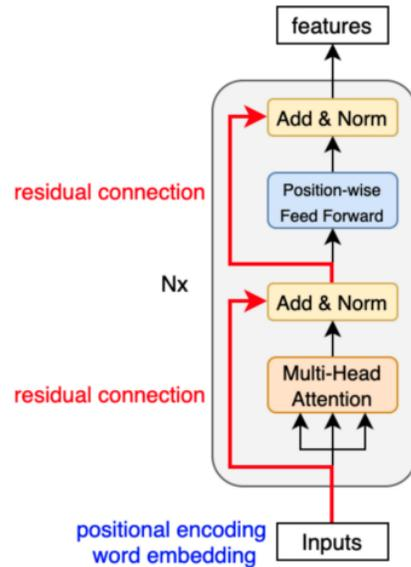 features
Add & Norm
residual connection
Position-wise
Feed Forward
Nx
Add & Norm
residual connection
Multi-Head
Attention
positional encoding
word embedding
Inputs